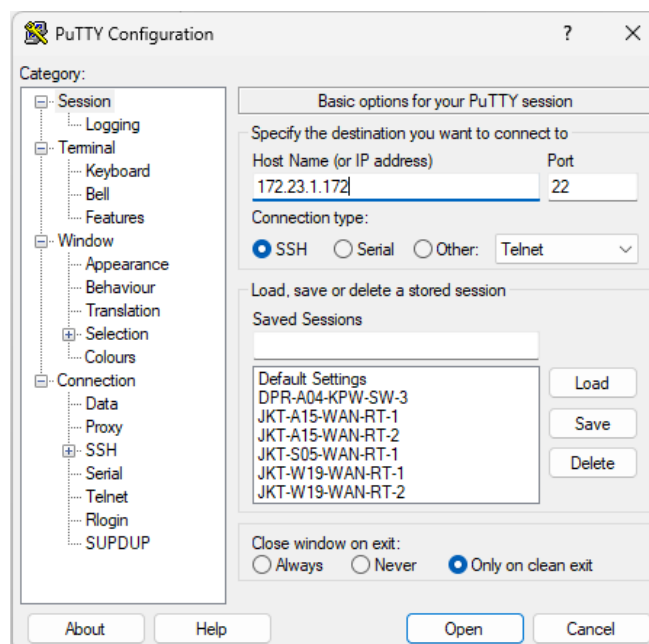 PuTTY Configuration ? ×
Category:
Session
Logging
Terminal
Keyboard
Bell
Features
Window
Appearance
Behaviour
Translation
Selection
Colours
Connection
Data
Proxy
SSH
Serial
Telnet
Rlogin
SUPDUP
Basic options for your PuTTY session
Specify the destination you want to connect to
Host Name (or IP address) Port
172.23.1.172 22
Connection type:
SSH Serial Other: Telnet
Load, save or delete a stored session
Saved Sessions
Default Settings
DPR-A04-KPW-SW-3
JKT-A15-WAN-RT-1
JKT-A15-WAN-RT-2
JKT-S05-WAN-RT-1
JKT-W19-WAN-RT-1
JKT-W19-WAN-RT-2
Load
Save
Delete
Close window on exit:
Always Never Only on clean exit
About Help Open Cancel